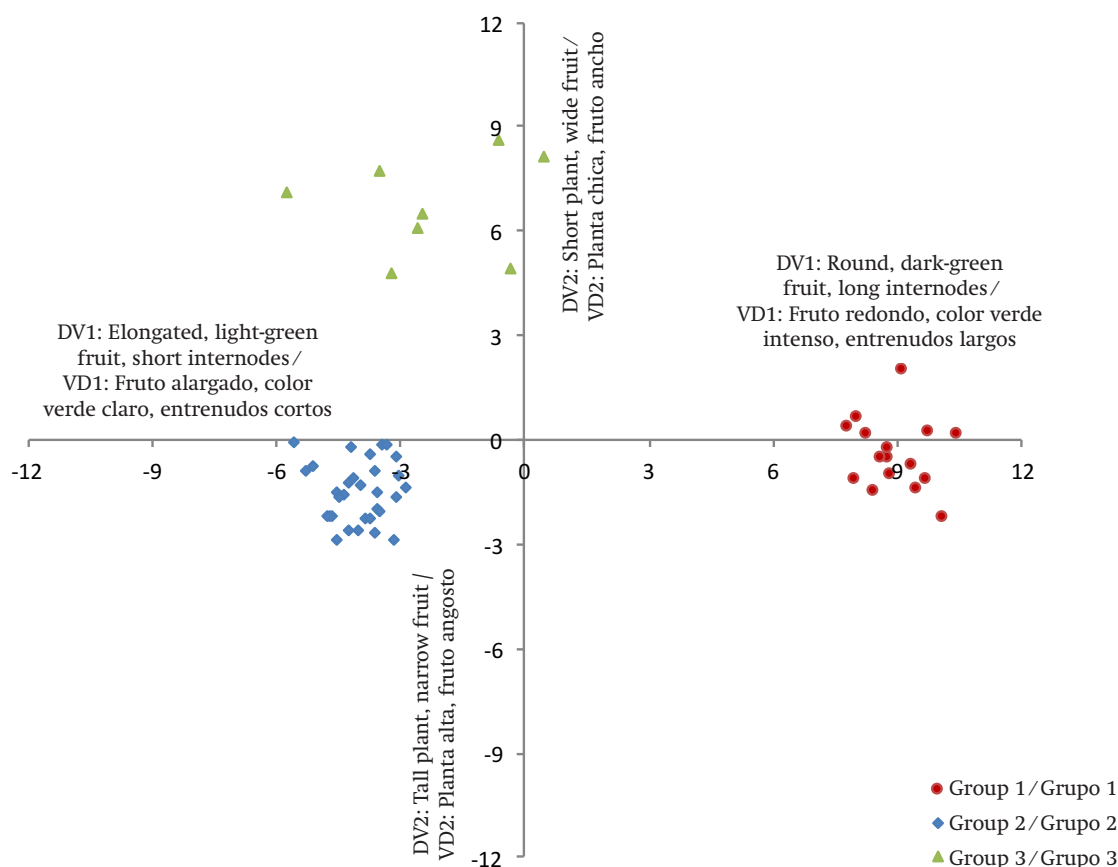 12
9
6
3
0
-3
-6
-9
-12
-12
-9
-6
-3
0
3
6
9
12
DV2: Short plant, wide fruit/
VD2: Planta chica, fruto ancho
DV1: Round, dark-green
fruit, long internodes/
VD1: Fruto redondo, color verde
intenso, entrenudos largos
DV1: Elongated, light-green
fruit, short internodes/
VD1: Fruto alargado, color
verde claro, entrenudos cortos
DV2: Tall plant, narrow fruit/
VD2: Planta alta, fruto angosto
Group 1/Grupo 1
Group 2/Grupo 2
Group 3/Grupo 3